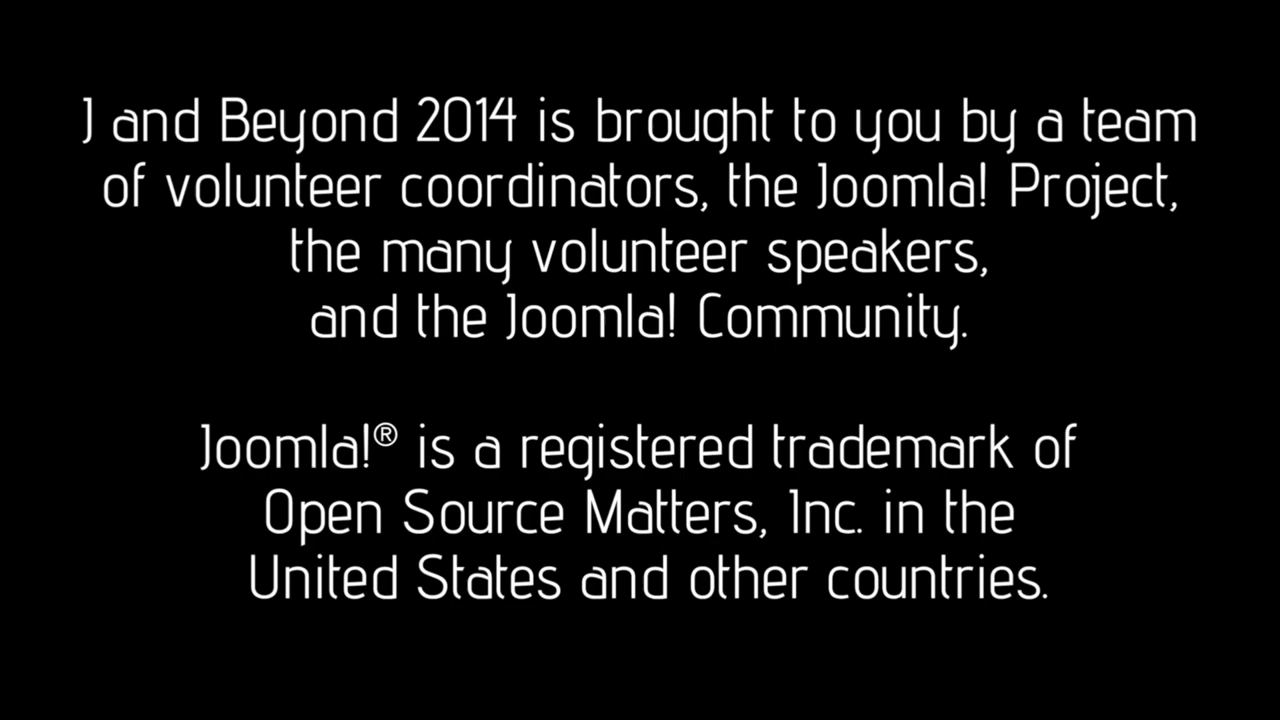 J and Beyond 2014 is brought to you by a team
of volunteer coordinators, the Joomla! Project,
the many volunteer speakers,
and the Joomla! Community.
Joomla!® is a registered trademark of
Open Source Matters, Inc. in the
United States and other countries.